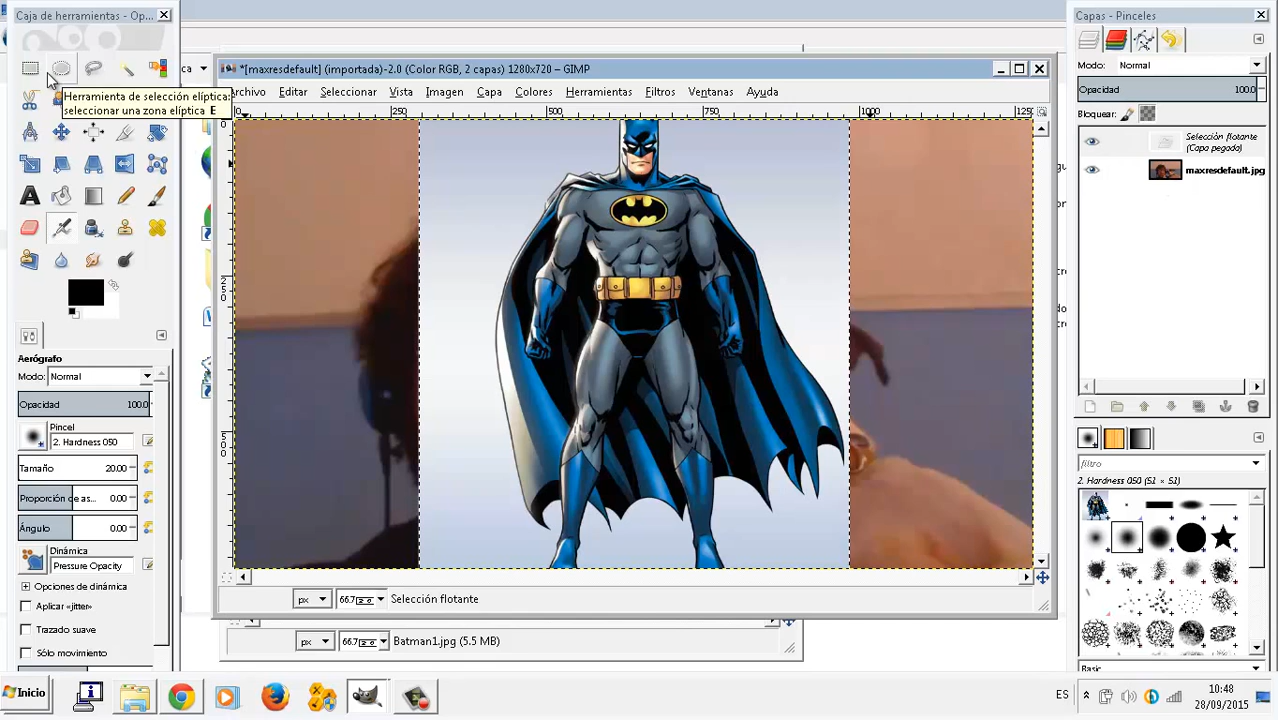 Caja de herramientas - Op...
Herramienta de selección elíptica:
seleccionar una zona elíptica E
*[maxresdefault] (importada)-2.0 (Color RGB, 2 capas) 1280x720 – GIMP
Archivo Editar Seleccionar Vista Imagen Capa Colores Herramientas Filtros Ventanas Ayuda
0 250 500 750 1000 125
0
250
500
px 66.7 Selección flotante
px 66.7 Batman1.jpg (5.5 MB)
Aerógrafo
Modo: Normal
Opacidad 100.0
Pincel
2. Hardness 050
Tamaño 20.00
Proporción de as... 0.00
Ángulo 0.00
Dinámica
Pressure Opacity
Opciones de dinámica
Aplicar «jitter»
Trazado suave
Sólo movimiento
Capas - Pinceles
Modo: Normal
Opacidad 100.0
Bloquear:
Selección flotante
(Capa pegada)
maxresdefault.jpg
filtro
2. Hardness 050 (51 × 51)
Basic
Inicio
ES
10:48
28/09/2015